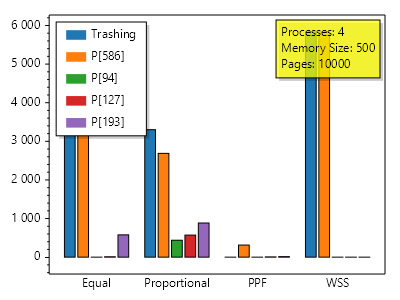 6 000
5 000
4 000
3 000
2 000
1 000
0
Trashing
P[586]
P[94]
P[127]
P[193]
Processes: 4
Memory Size: 500
Pages: 10000
Equal
Proportional
PPF
WSS